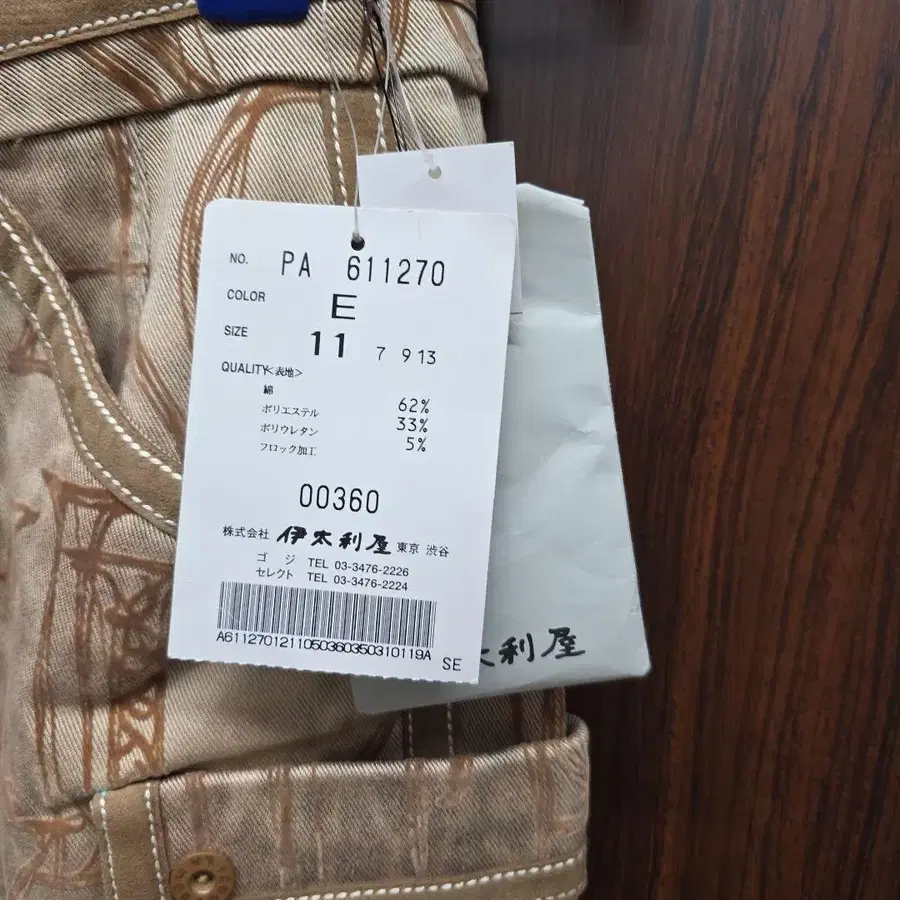 NO. PA 611270
COLOR E
SIZE 11 7 9 13
QUALITY<表地>
綿 62%
ポリエステル 33%
ポリウレタン 5%
フロック加工
00360
株式会社 伊太利屋 東京 渋谷
ゴジ TEL 03-3476-2226
セレクト TEL 03-3476-2224
A6112701211050360350310119A
SE
太利屋